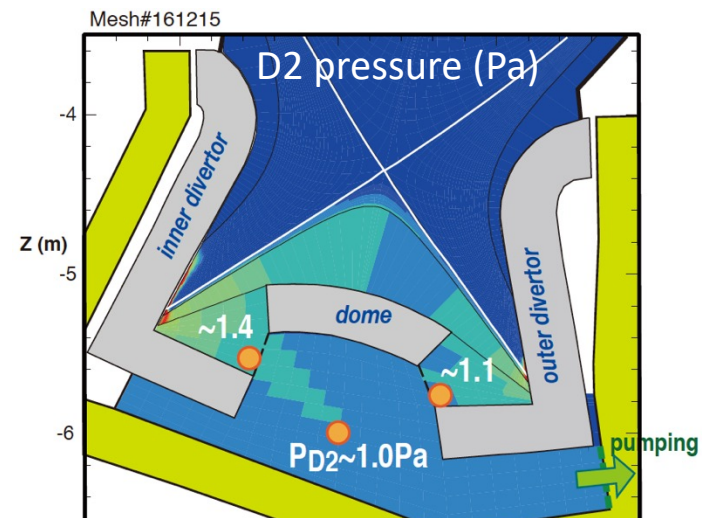 Mesh#161215
D2 pressure (Pa)
-4
inner divertor
Z (m)
-5
dome
outer divertor
~1.4
~1.1
-6
PD2~1.0Pa
pumping